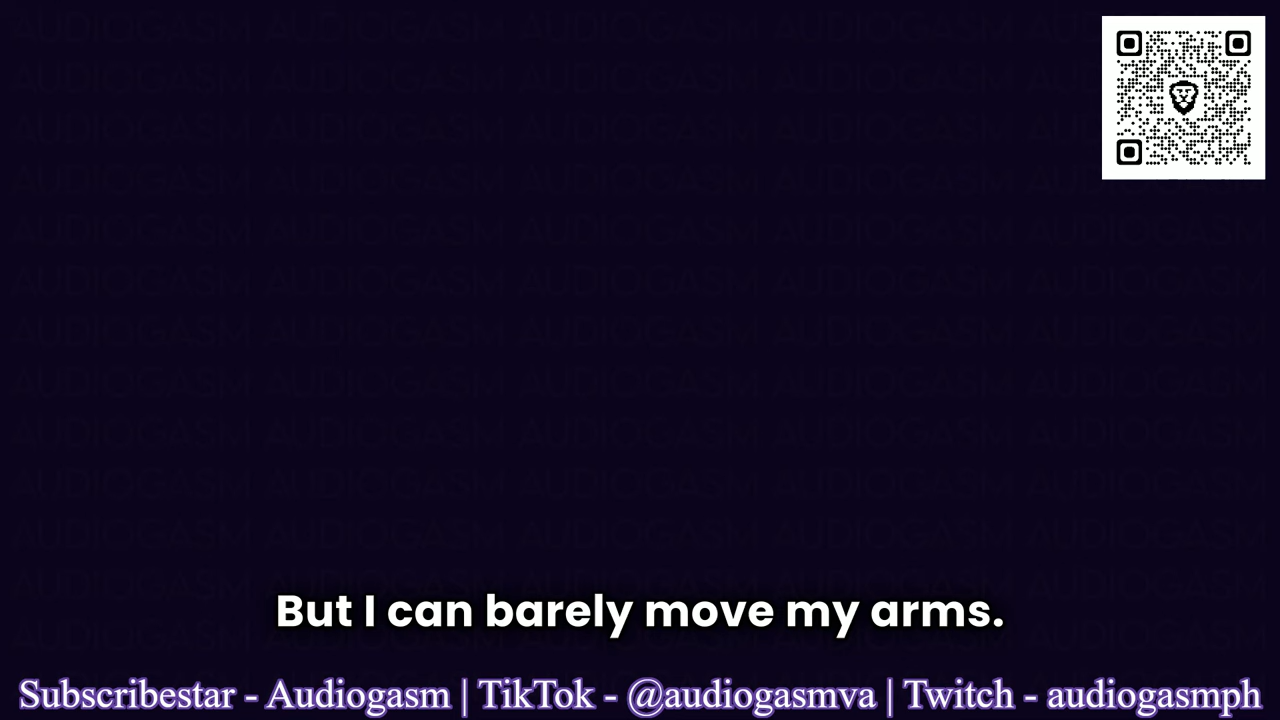 But I can barely move my arms.
Subscribestar - Audiogasm | TikTok - @audiogasmva | Twitch - audiogasmph